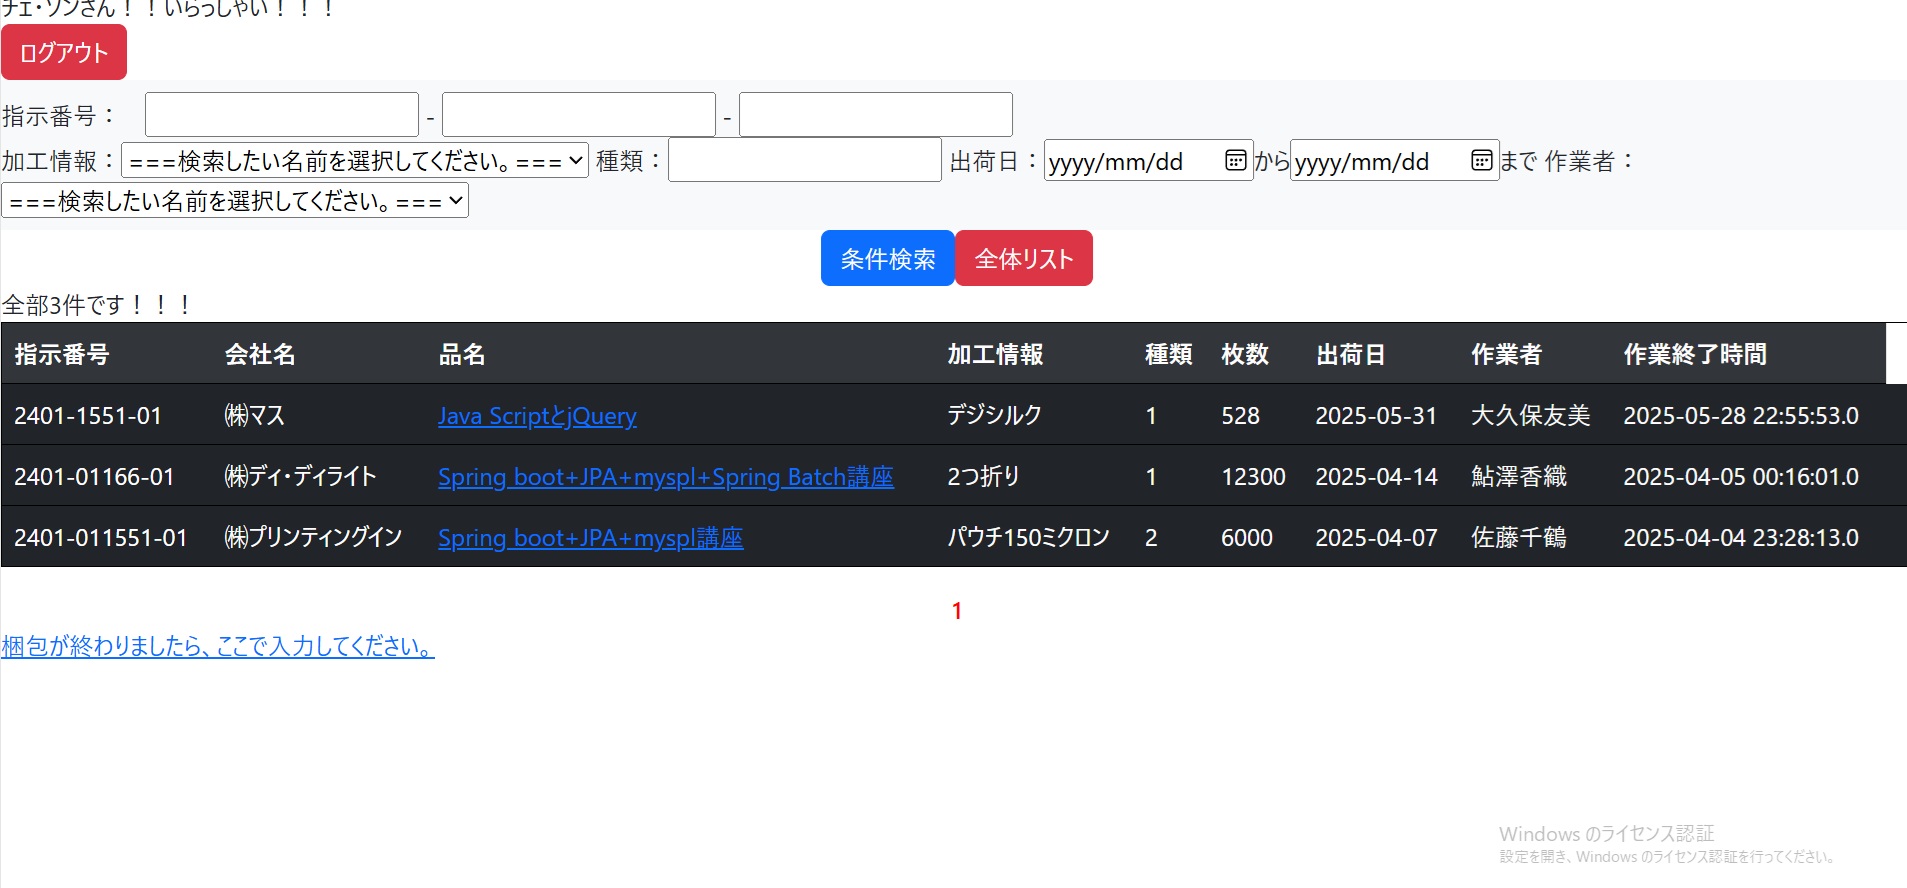 チェ・ソンさん！！いらっしゃい！！！
ログアウト
指示番号： - -
加工情報：===検索したい名前を選択してください。=== 種類： 出荷日：yyyy/mm/dd から yyyy/mm/dd まで 作業者：
===検索したい名前を選択してください。===
条件検索 全体リスト
全部3件です！！！
指示番号 会社名 品名 加工情報 種類 枚数 出荷日 作業者 作業終了時間
2401-1551-01 ㈱マス Java ScriptとjQuery デジシルク 1 528 2025-05-31 大久保友美 2025-05-28 22:55:53.0
2401-01166-01 ㈱ディ・ディライト Spring boot+JPA+myspl+Spring Batch講座 2つ折り 1 12300 2025-04-14 鮎澤香織 2025-04-05 00:16:01.0
2401-011551-01 ㈱プリンティングイン Spring boot+JPA+myspl講座 パウチ150ミクロン 2 6000 2025-04-07 佐藤千鶴 2025-04-04 23:28:13.0
1
梱包が終わりましたら、ここで入力してください。
Windows のライセンス認証
設定を開き、Windows のライセンス認証を行ってください。